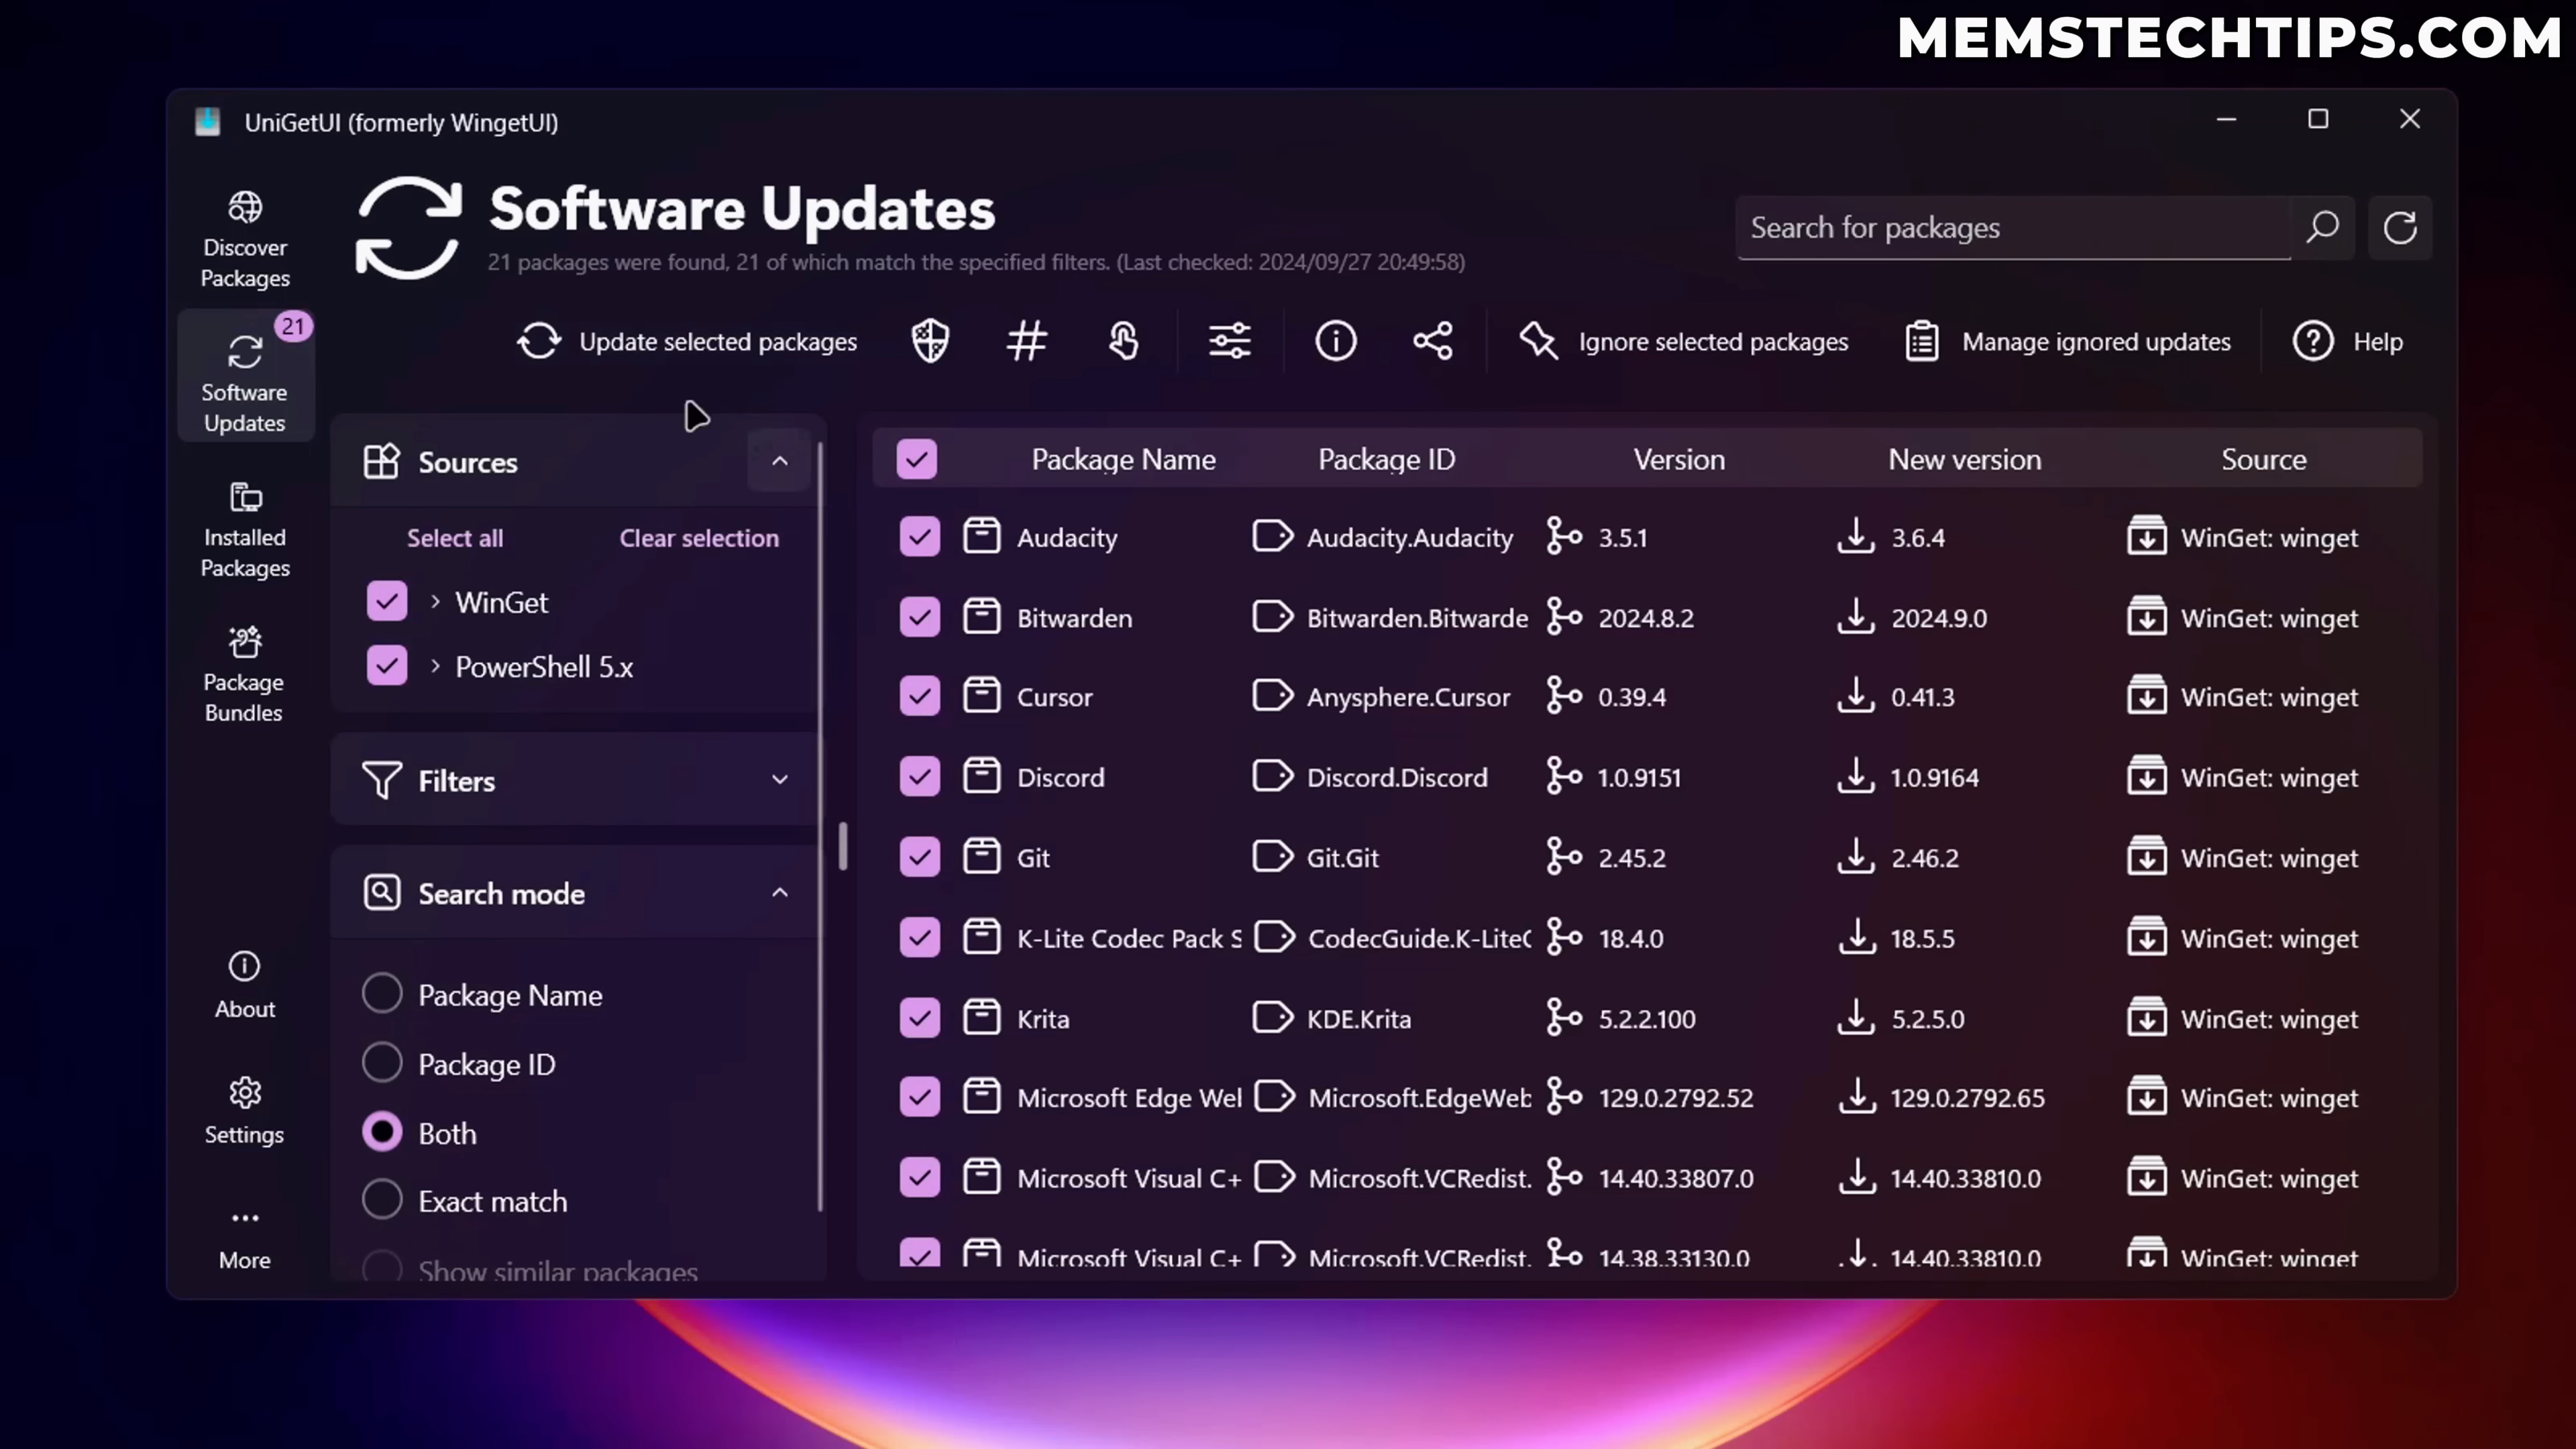 MEMSTECHTIPS.COM
UniGetUI (formerly WingetUI)
Software Updates
21 packages were found, 21 of which match the specified filters. (Last checked: 2024/09/27 20:49:58)
Search for packages
Discover
Packages
21
Software
Updates
Installed
Packages
Package
Bundles
About
Settings
More
Update selected packages
Ignore selected packages
Manage ignored updates
Help
Sources
Select all
Clear selection
WinGet
PowerShell 5.x
Filters
Search mode
Package Name
Package ID
Both
Exact match
Show similar packages
Package Name Package ID Version New version Source
Audacity Audacity.Audacity 3.5.1 3.6.4 WinGet: winget
Bitwarden Bitwarden.Bitwarde 2024.8.2 2024.9.0 WinGet: winget
Cursor Anysphere.Cursor 0.39.4 0.41.3 WinGet: winget
Discord Discord.Discord 1.0.9151 1.0.9164 WinGet: winget
Git Git.Git 2.45.2 2.46.2 WinGet: winget
K-Lite Codec Pack S CodecGuide.K-LiteC 18.4.0 18.5.5 WinGet: winget
Krita KDE.Krita 5.2.2.100 5.2.5.0 WinGet: winget
Microsoft Edge Wel Microsoft.EdgeWeb 129.0.2792.52 129.0.2792.65 WinGet: winget
Microsoft Visual C+ Microsoft.VCRedist. 14.40.33807.0 14.40.33810.0 WinGet: winget
Microsoft Visual C+ Microsoft.VCRedist. 14.38.33130.0 14.40.33810.0 WinGet: winget